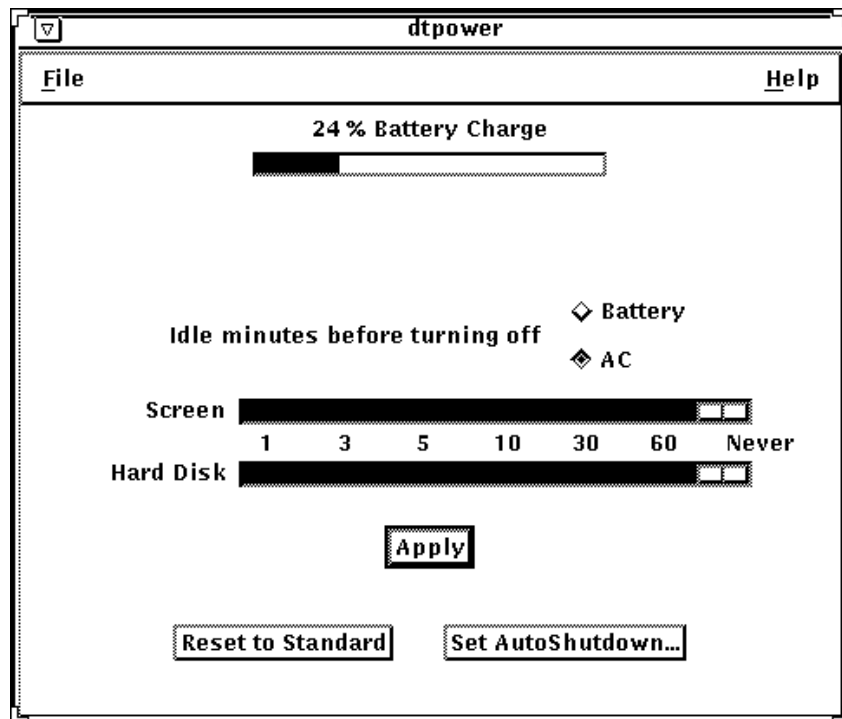 dtpower
File Help
24 % Battery Charge
Idle minutes before turning off
Battery
AC
Screen
1 3 5 10 30 60 Never
Hard Disk
Apply
Reset to Standard Set AutoShutdown...